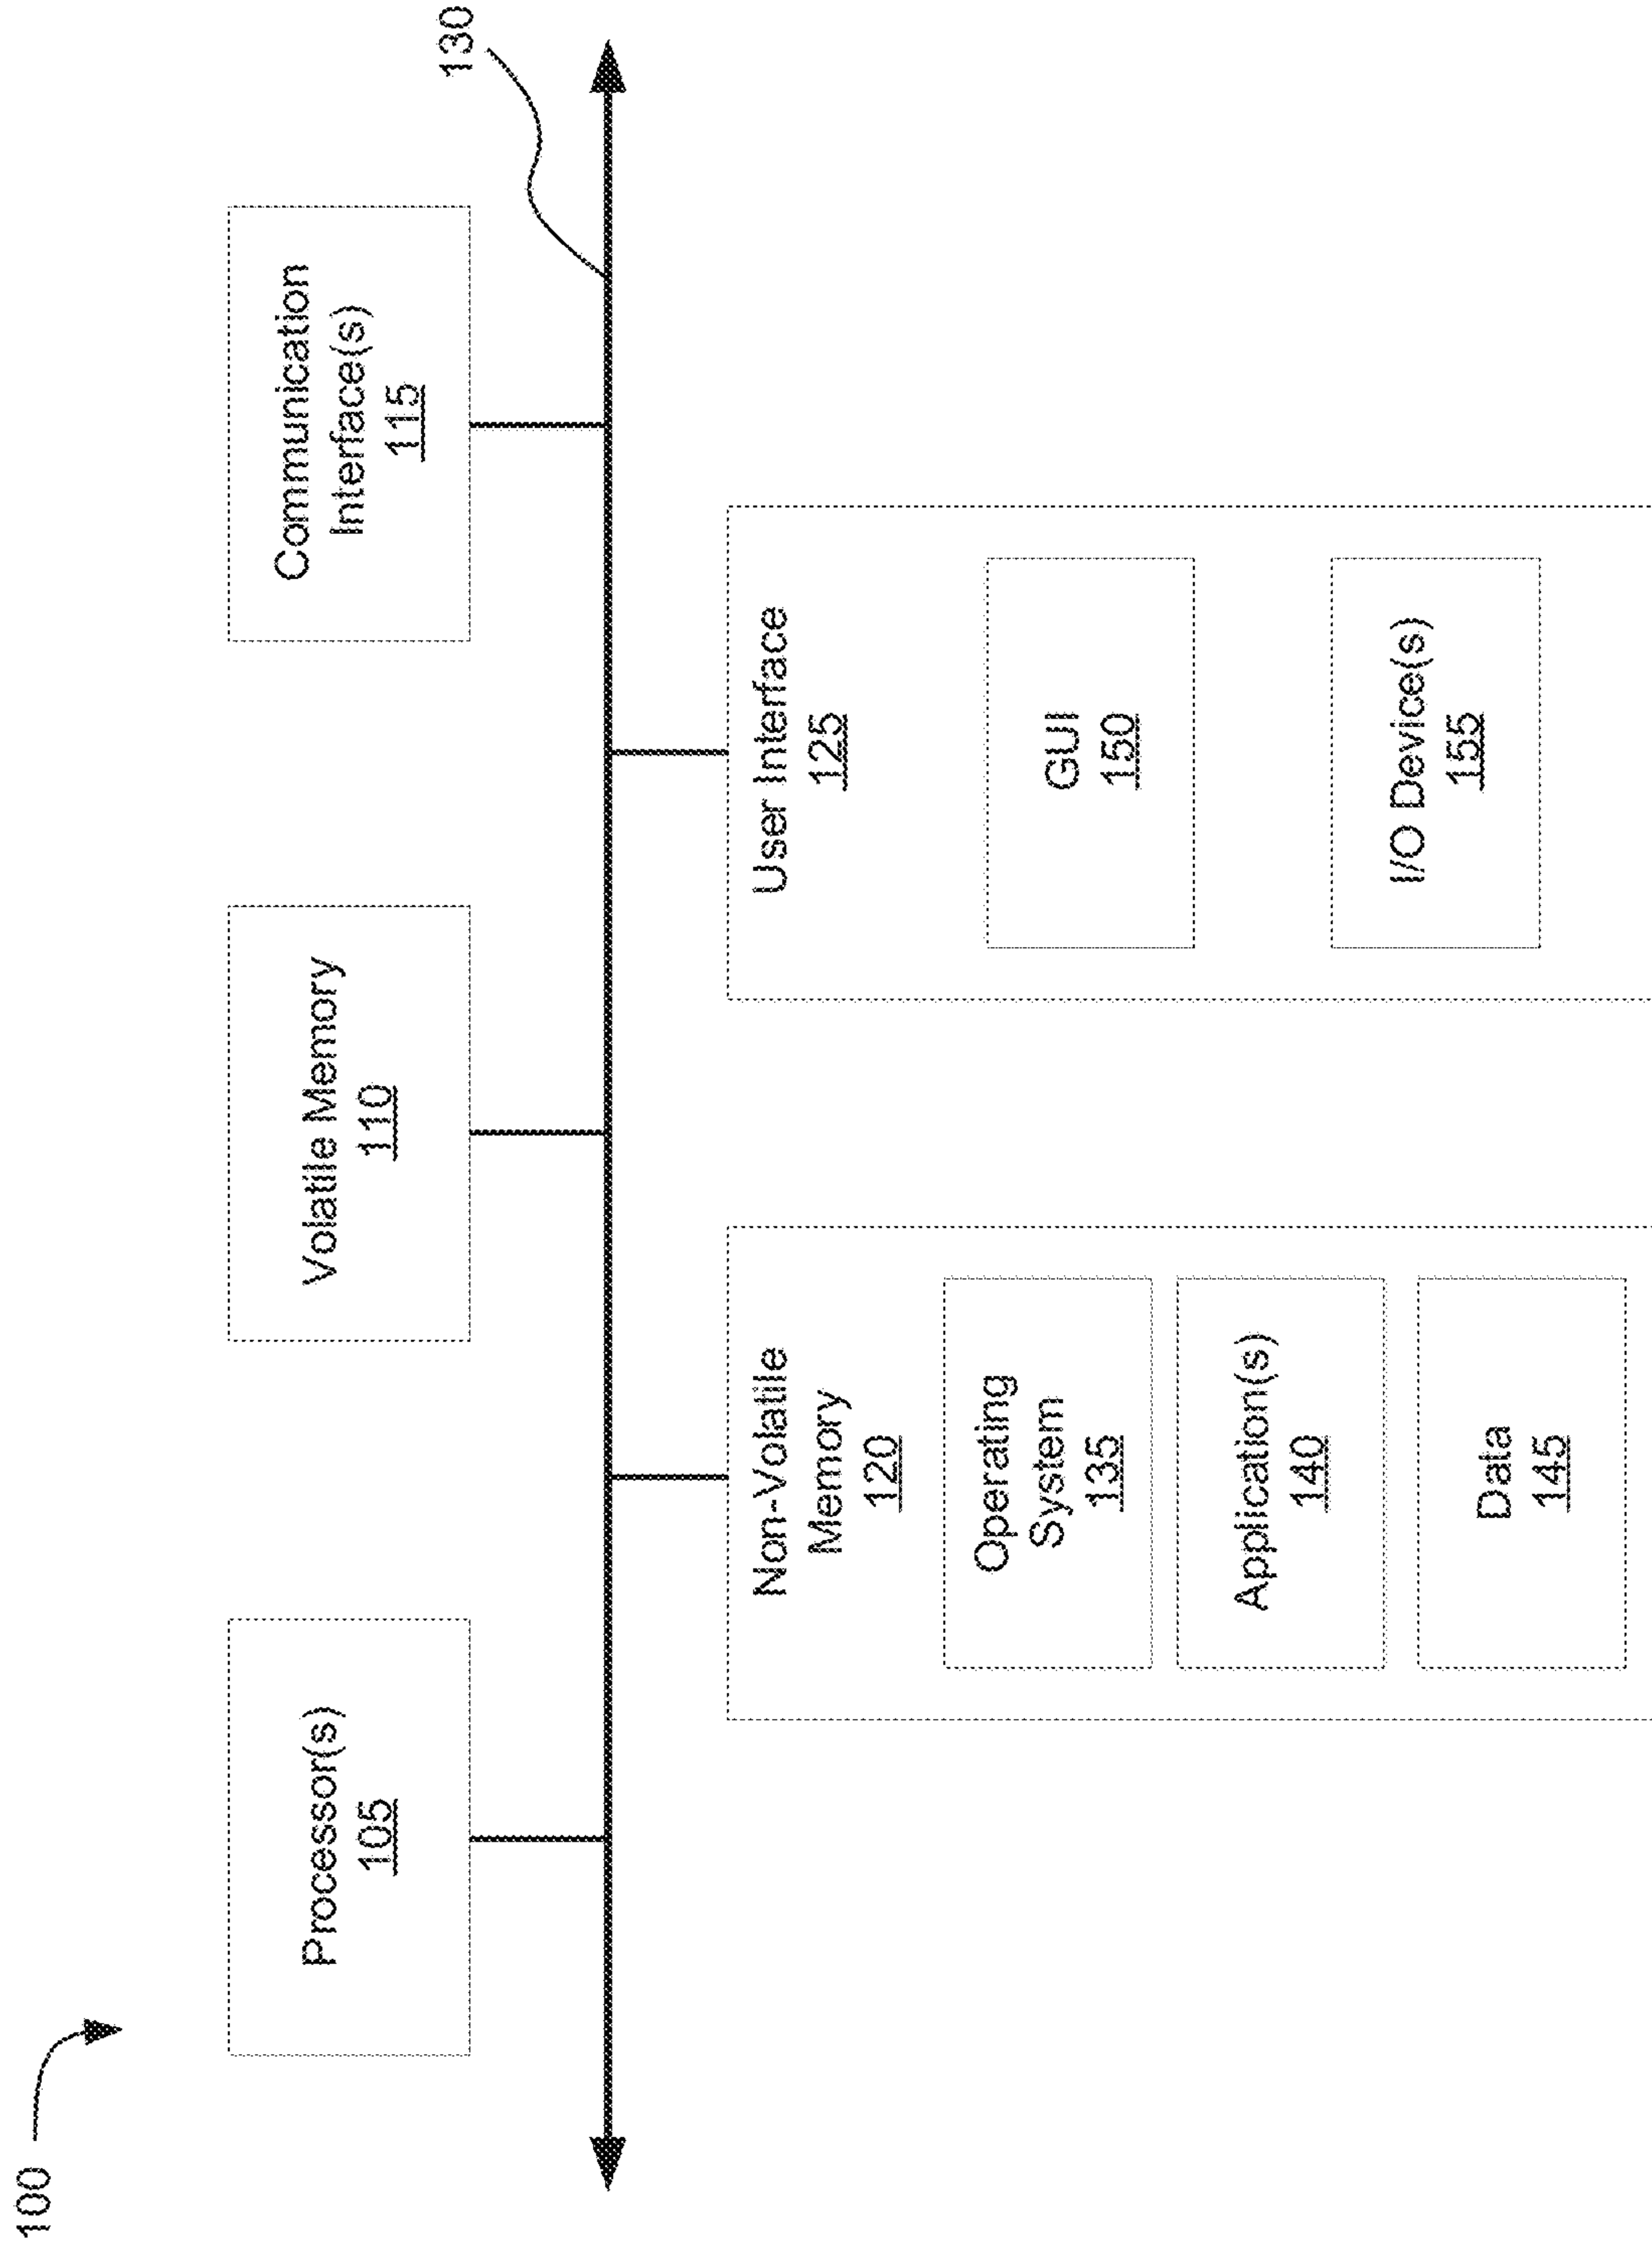 100
Processor(s)
105
Volatile Memory
110
Communication
Interface(s)
115
130
Non-Volatile
Memory
120
Operating
System
135
Application(s)
140
Data
145
User Interface
125
GUI
150
I/O Device(s)
155